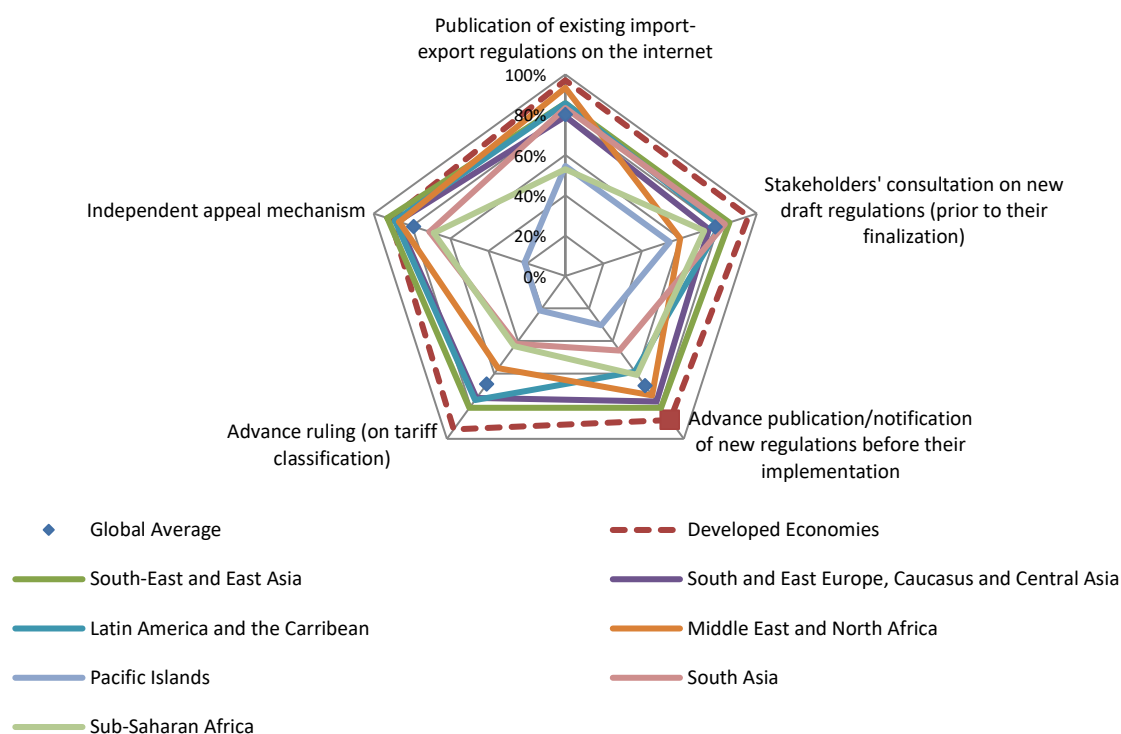 Publication of existing import-
export regulations on the internet
100%
80%
60%
40%
20%
0%
Stakeholders' consultation on new
draft regulations (prior to their
finalization)
Independent appeal mechanism
Advance ruling (on tariff
classification)
Advance publication/notification
of new regulations before their
implementation
Global Average
Developed Economies
South-East and East Asia
South and East Europe, Caucasus and Central Asia
Latin America and the Carribean
Middle East and North Africa
Pacific Islands
South Asia
Sub-Saharan Africa